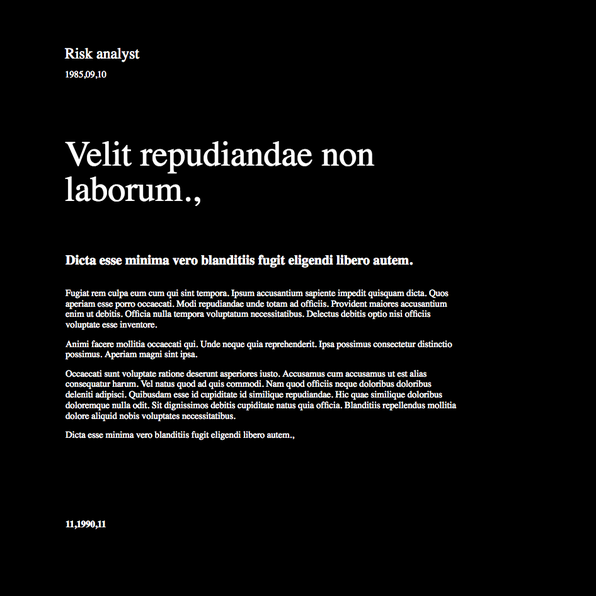 Risk analyst
1985,09,10
Velit repudiandae non
laborum.,
Dicta esse minima vero blanditiis fugit eligendi libero autem.
Fugiat rem culpa eum cum qui sint tempora. Ipsum accusantium sapiente impedit quisquam dicta. Quos
aperiam esse porro occaecati. Modi repudiandae unde totam ad officiis. Provident maiores accusantium
enim ut debitis. Officia nulla tempora voluptatum necessitatibus. Delectus debitis optio nisi officiis
voluptate esse inventore.
Animi facere mollitia occaecati qui. Unde neque quia reprehenderit. Ipsa possimus consectetur distinctio
possimus. Aperiam magni sint ipsa.
Occaecati sunt voluptate ratione deserunt asperiores iusto. Accusamus cum accusamus ut est alias
consequatur harum. Vel natus quod ad quis commodi. Nam quod officiis neque doloribus doloribus
deleniti adipisci. Quibusdam esse id cupiditate id similique repudiandae. Hic quae similique doloribus
doloremque nulla odit. Sit dignissimos debitis cupiditate natus quia officia. Blanditiis repellendus mollitia
dolore aliquid nobis voluptates necessitatibus.
Dicta esse minima vero blanditiis fugit eligendi libero autem.,
11,1990,11